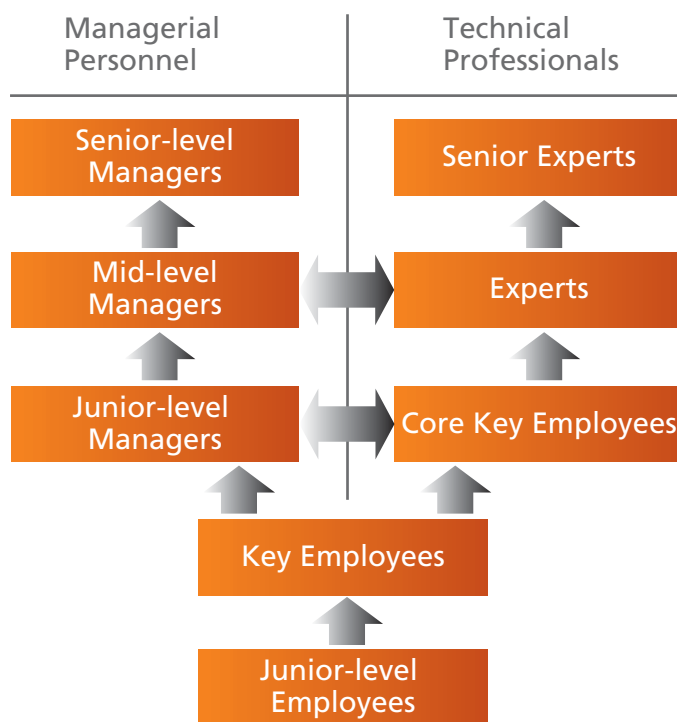 Managerial
Personnel
Technical
Professionals
Senior-level
Managers
Senior Experts
Mid-level
Managers
Experts
Junior-level
Managers
Core Key Employees
Key Employees
Junior-level
Employees